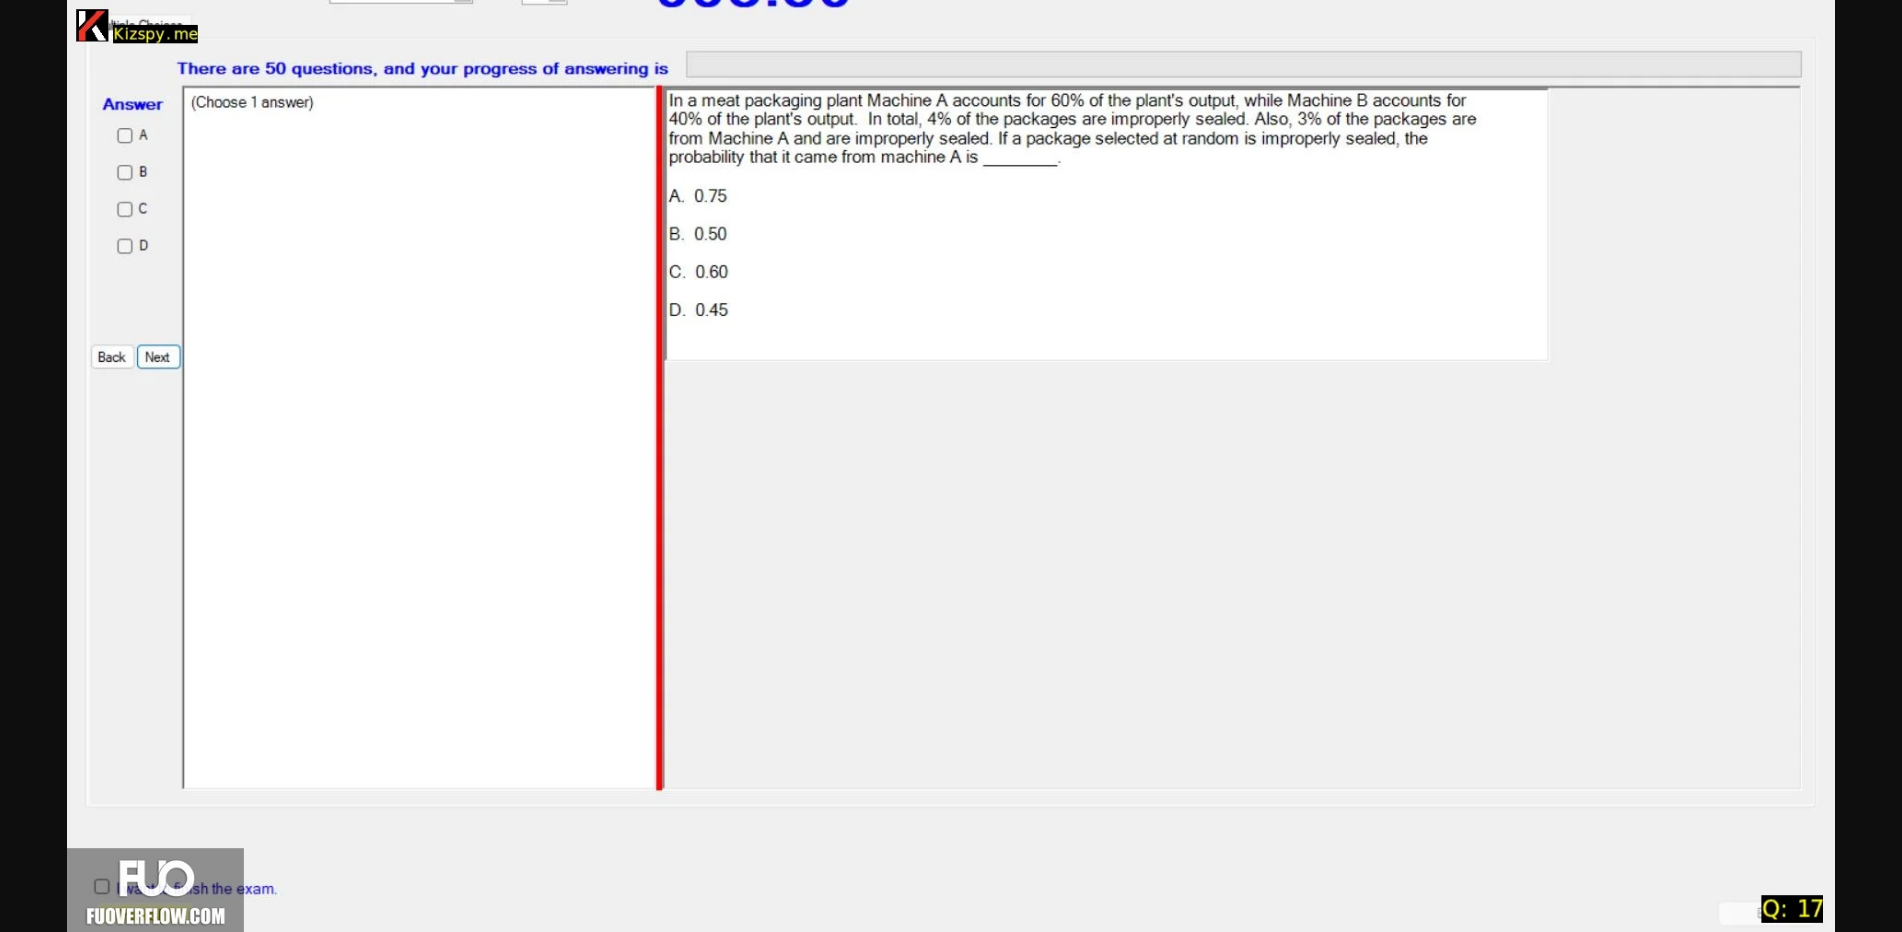 Kizspy.me
There are 50 questions, and your progress of answering is
Answer
(Choose 1 answer)
A
B
C
D
Back
Next
In a meat packaging plant Machine A accounts for 60% of the plant's output, while Machine B accounts for
40% of the plant's output.  In total, 4% of the packages are improperly sealed. Also, 3% of the packages are
from Machine A and are improperly sealed. If a package selected at random is improperly sealed, the
probability that it came from machine A is ________.
A.  0.75
B.  0.50
C.  0.60
D.  0.45
the exam.
FUO
FUOVERFLOW.COM
Q: 17